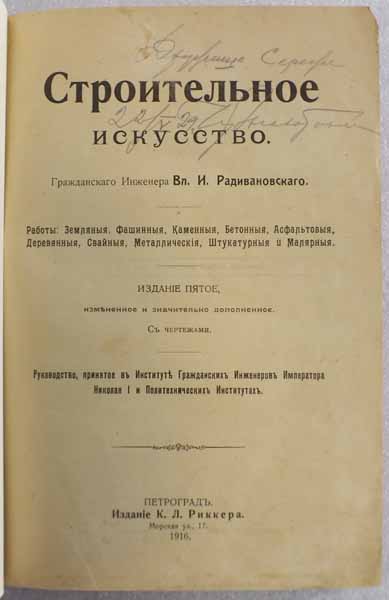 Строительное
искусство.
Гражданскаго Инженера Вл. И. Радивановскаго.
Работы: Земляныя, Фашинныя, Каменныя, Бетонныя, Асфальтовыя,
Деревянныя, Свайныя, Металлическія, Штукатурныя и Малярныя.
ИЗДАНІЕ ПЯТОЕ,
измѣненное и значительно дополненное.
Съ чертежами.
Руководство, принятое въ Институтѣ Гражданскихъ Инженеровъ Императора
Николая I и Политехническихъ Институтахъ.
ПЕТРОГРАДЪ.
Изданіе К. Л. Риккера.
Морская ул., 17.
1916.